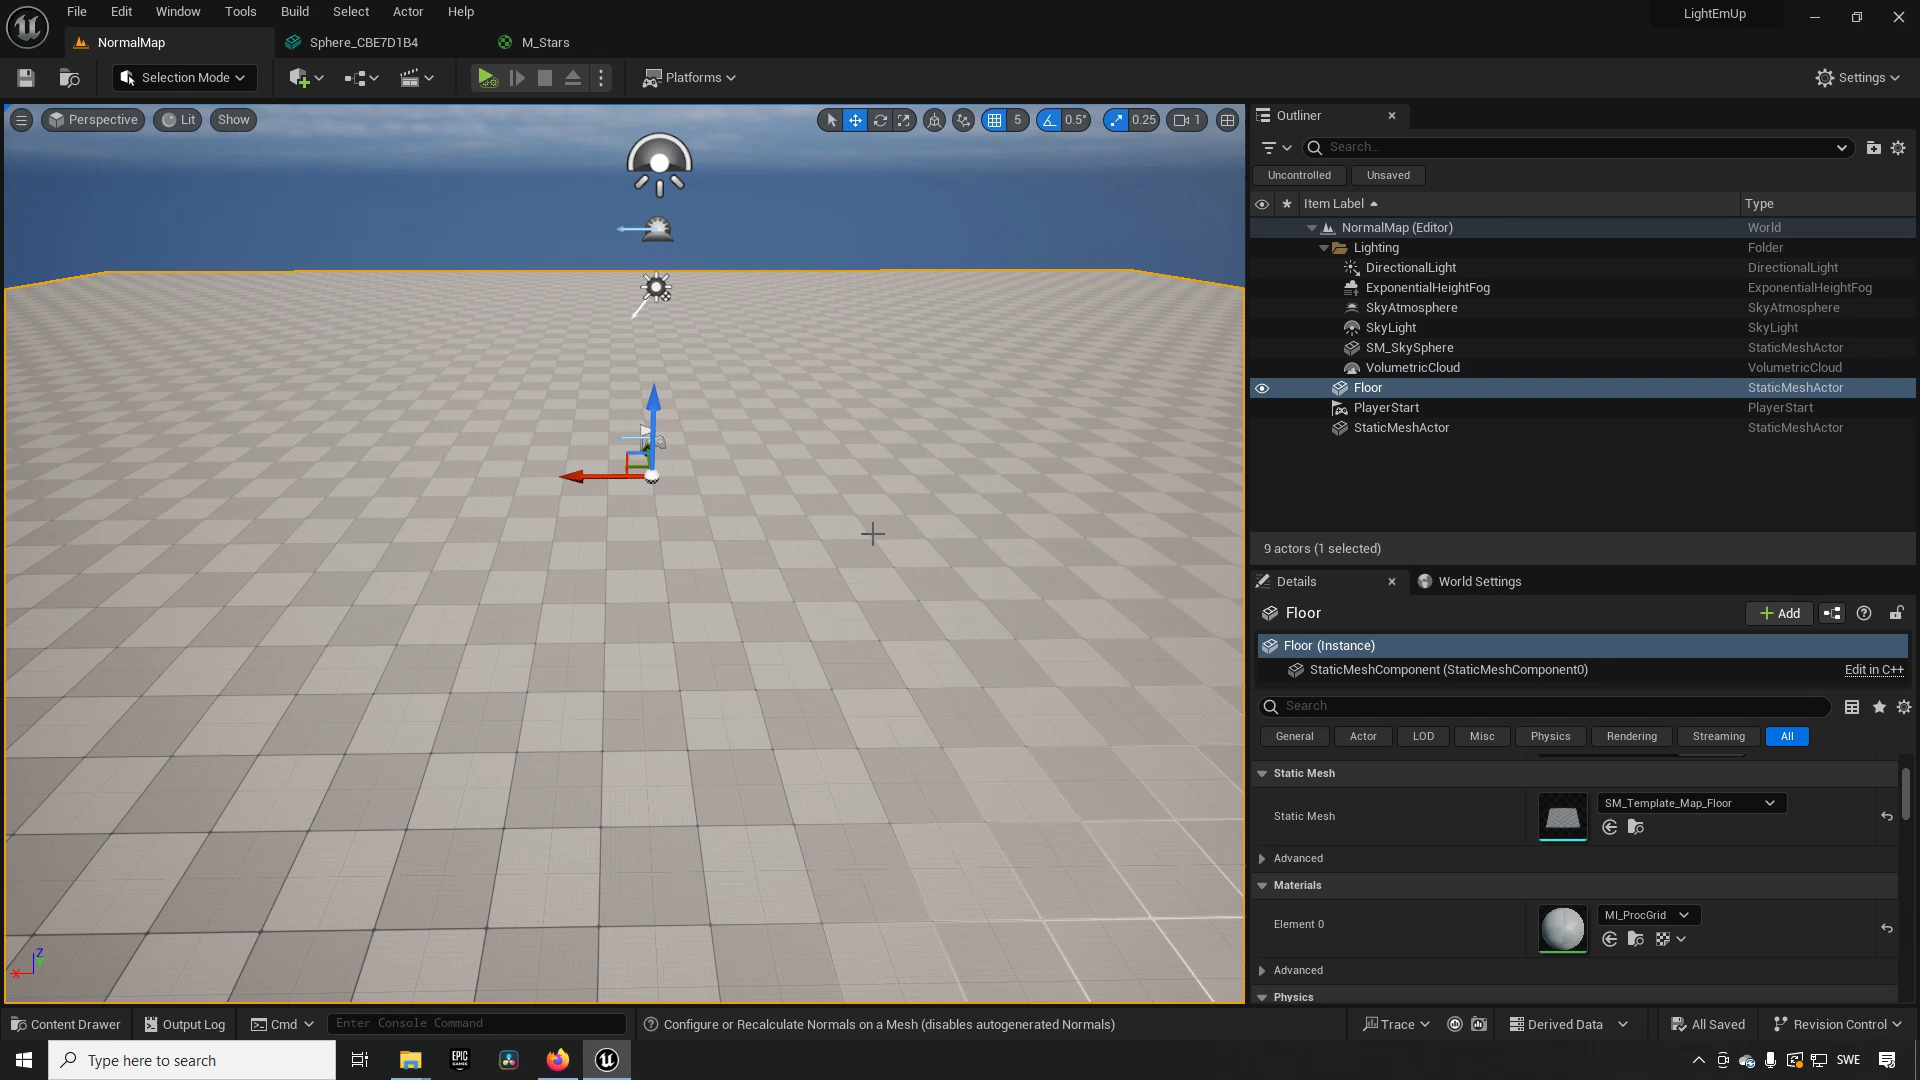 File Edit Window Tools Build Select Actor Help
LightEmUp
NormalMap
Sphere_CBE7D1B4
M_Stars
Selection Mode
Platforms
Settings
Perspective
Lit
Show
5
0.5°
0.25
1
Outliner
Search...
Uncontrolled
Unsaved
Item Label
Type
NormalMap (Editor)
World
Lighting
Folder
DirectionalLight
DirectionalLight
ExponentialHeightFog
ExponentialHeightFog
SkyAtmosphere
SkyAtmosphere
SkyLight
SkyLight
SM_SkySphere
StaticMeshActor
VolumetricCloud
VolumetricCloud
Floor
StaticMeshActor
PlayerStart
PlayerStart
StaticMeshActor
StaticMeshActor
9 actors (1 selected)
Details
World Settings
Floor
Add
Floor (Instance)
StaticMeshComponent (StaticMeshComponent0)
Edit in C++
Search
General
Actor
LOD
Misc
Physics
Rendering
Streaming
All
Static Mesh
Static Mesh
SM_Template_Map_Floor
Advanced
Materials
Element 0
MI_ProcGrid
Advanced
Physics
Z
X
Content Drawer
Output Log
Cmd
Enter Console Command
Configure or Recalculate Normals on a Mesh (disables autogenerated Normals)
Trace
Derived Data
All Saved
Revision Control
Type here to search
EPIC
GAMES
SWE